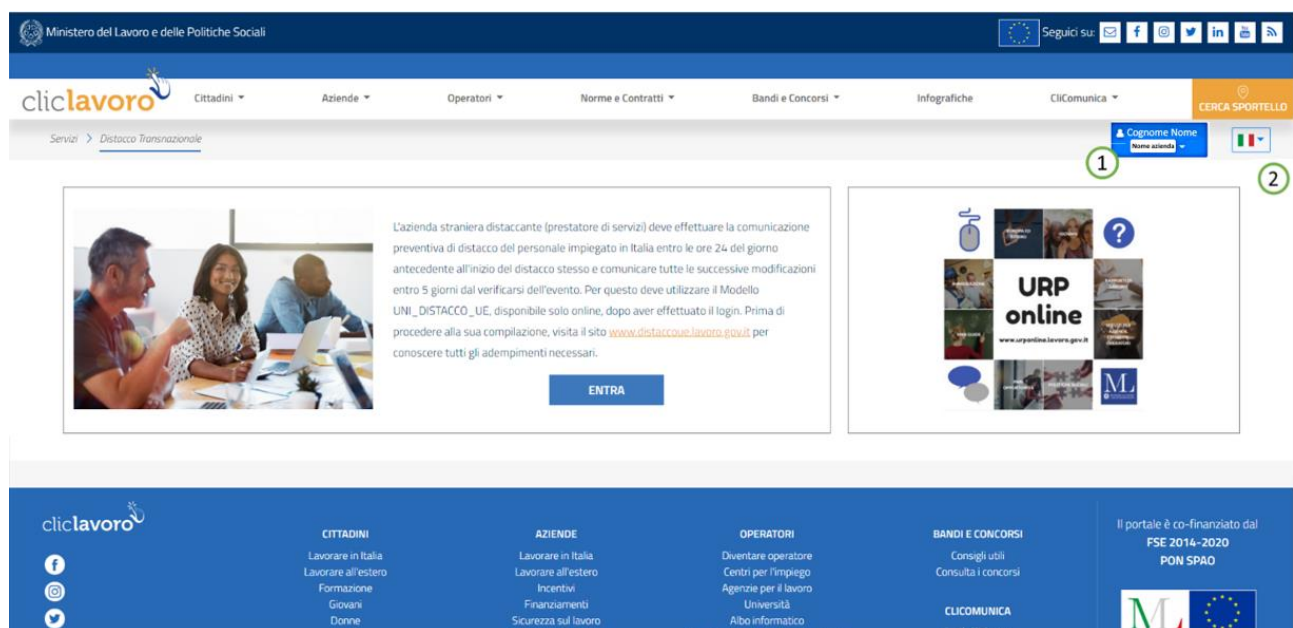 Ministero del Lavoro e delle Politiche Sociali
Seguici su:
cliclavoro
Cittadini
Aziende
Operatori
Norme e Contratti
Bandi e Concorsi
Infografiche
CliComunica
CERCA SPORTELLO
Servizi > Distacco Transnazionale
Cognome Nome
Nome azienda
1
2
L'azienda straniera distaccante (prestatore di servizi) deve effettuare la comunicazione
preventiva di distacco del personale impiegato in Italia entro le ore 24 del giorno
antecedente all'inizio del distacco stesso e comunicare tutte le successive modificazioni
entro 5 giorni dal verificarsi dell'evento. Per questo deve utilizzare il Modello
UNI_DISTACCO_UE, disponibile solo online, dopo aver effettuato il login. Prima di
procedere alla sua compilazione, visita il sito www.distaccoue.lavoro.gov.it per
conoscere tutti gli adempimenti necessari.
ENTRA
URP
online
www.urponline.lavoro.gov.it
cliclavoro
CITTADINI
Lavorare in Italia
Lavorare all'estero
Formazione
Giovani
Donne
AZIENDE
Lavorare in Italia
Lavorare all'estero
Incentivi
Finanziamenti
Sicurezza sul lavoro
OPERATORI
Diventare operatore
Centri per l'impiego
Agenzie per il lavoro
Università
Albo informatico
BANDI E CONCORSI
Consigli utili
Consulta i concorsi
CLICOMUNICA
Il portale è co-finanziato dal
FSE 2014-2020
PON SPAO